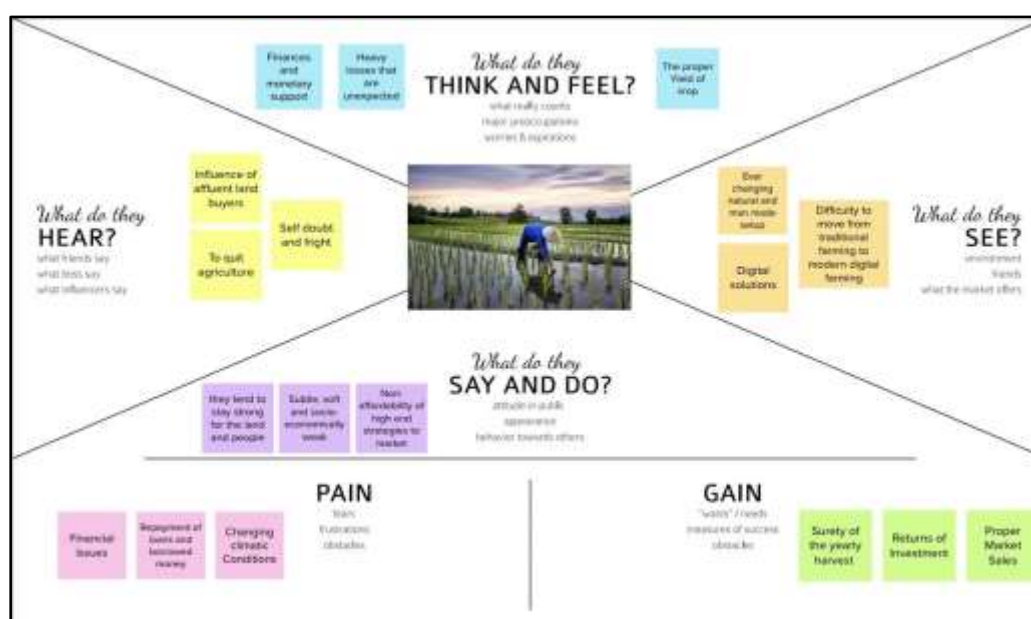 What do they
THINK AND FEEL?
what really counts
major preoccupations
worries & aspirations
Finances
and
monetary
support
Heavy
losses that
are
unexpected
The proper
Yield of
crop
What do they
HEAR?
what friends say
what boss say
what influencers say
Influence of
affluent land
buyers
Self doubt
and fright
To quit
agriculture
What do they
SEE?
environment
friends
what the market offers
Ever
changing
natural and
man made
setup
Difficulty to
move from
traditional
farming to
modern digital
farming
Digital
solutions
What do they
SAY AND DO?
attitude in public
appearance
behavior towards others
they tend to
stay strong
for the land
and people
Subtle, soft
and socio-
economically
weak
Non
affordability of
high end
strategies to
market
PAIN
fears
frustrations
obstacles
Financial
Issues
Repayment of
loans and
borrowed
money
Changing
climatic
Conditions
GAIN
"wants" / needs
measures of success
obstacles
Surety of
the yearly
harvest
Returns of
Investment
Proper
Market
Sales